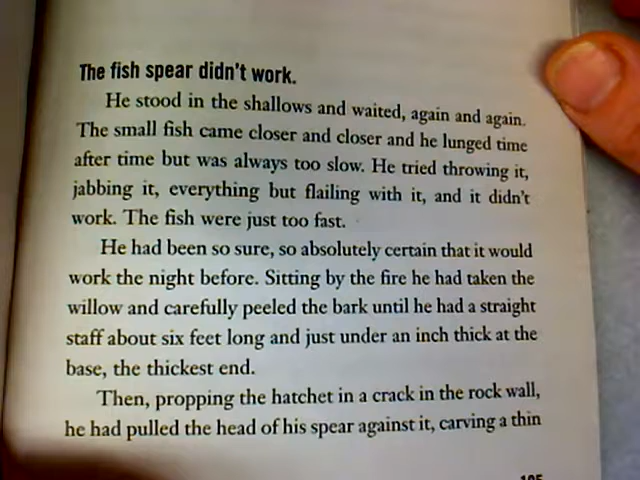 The fish spear didn't work.
He stood in the shallows and waited, again and again.
The small fish came closer and closer and he lunged time
after time but was always too slow. He tried throwing it,
jabbing it, everything but flailing with it, and it didn't
work. The fish were just too fast.
He had been so sure, so absolutely certain that it would
work the night before. Sitting by the fire he had taken the
willow and carefully peeled the bark until he had a straight
staff about six feet long and just under an inch thick at the
base, the thickest end.
Then, propping the hatchet in a crack in the rock wall,
he had pulled the head of his spear against it, carving a thin